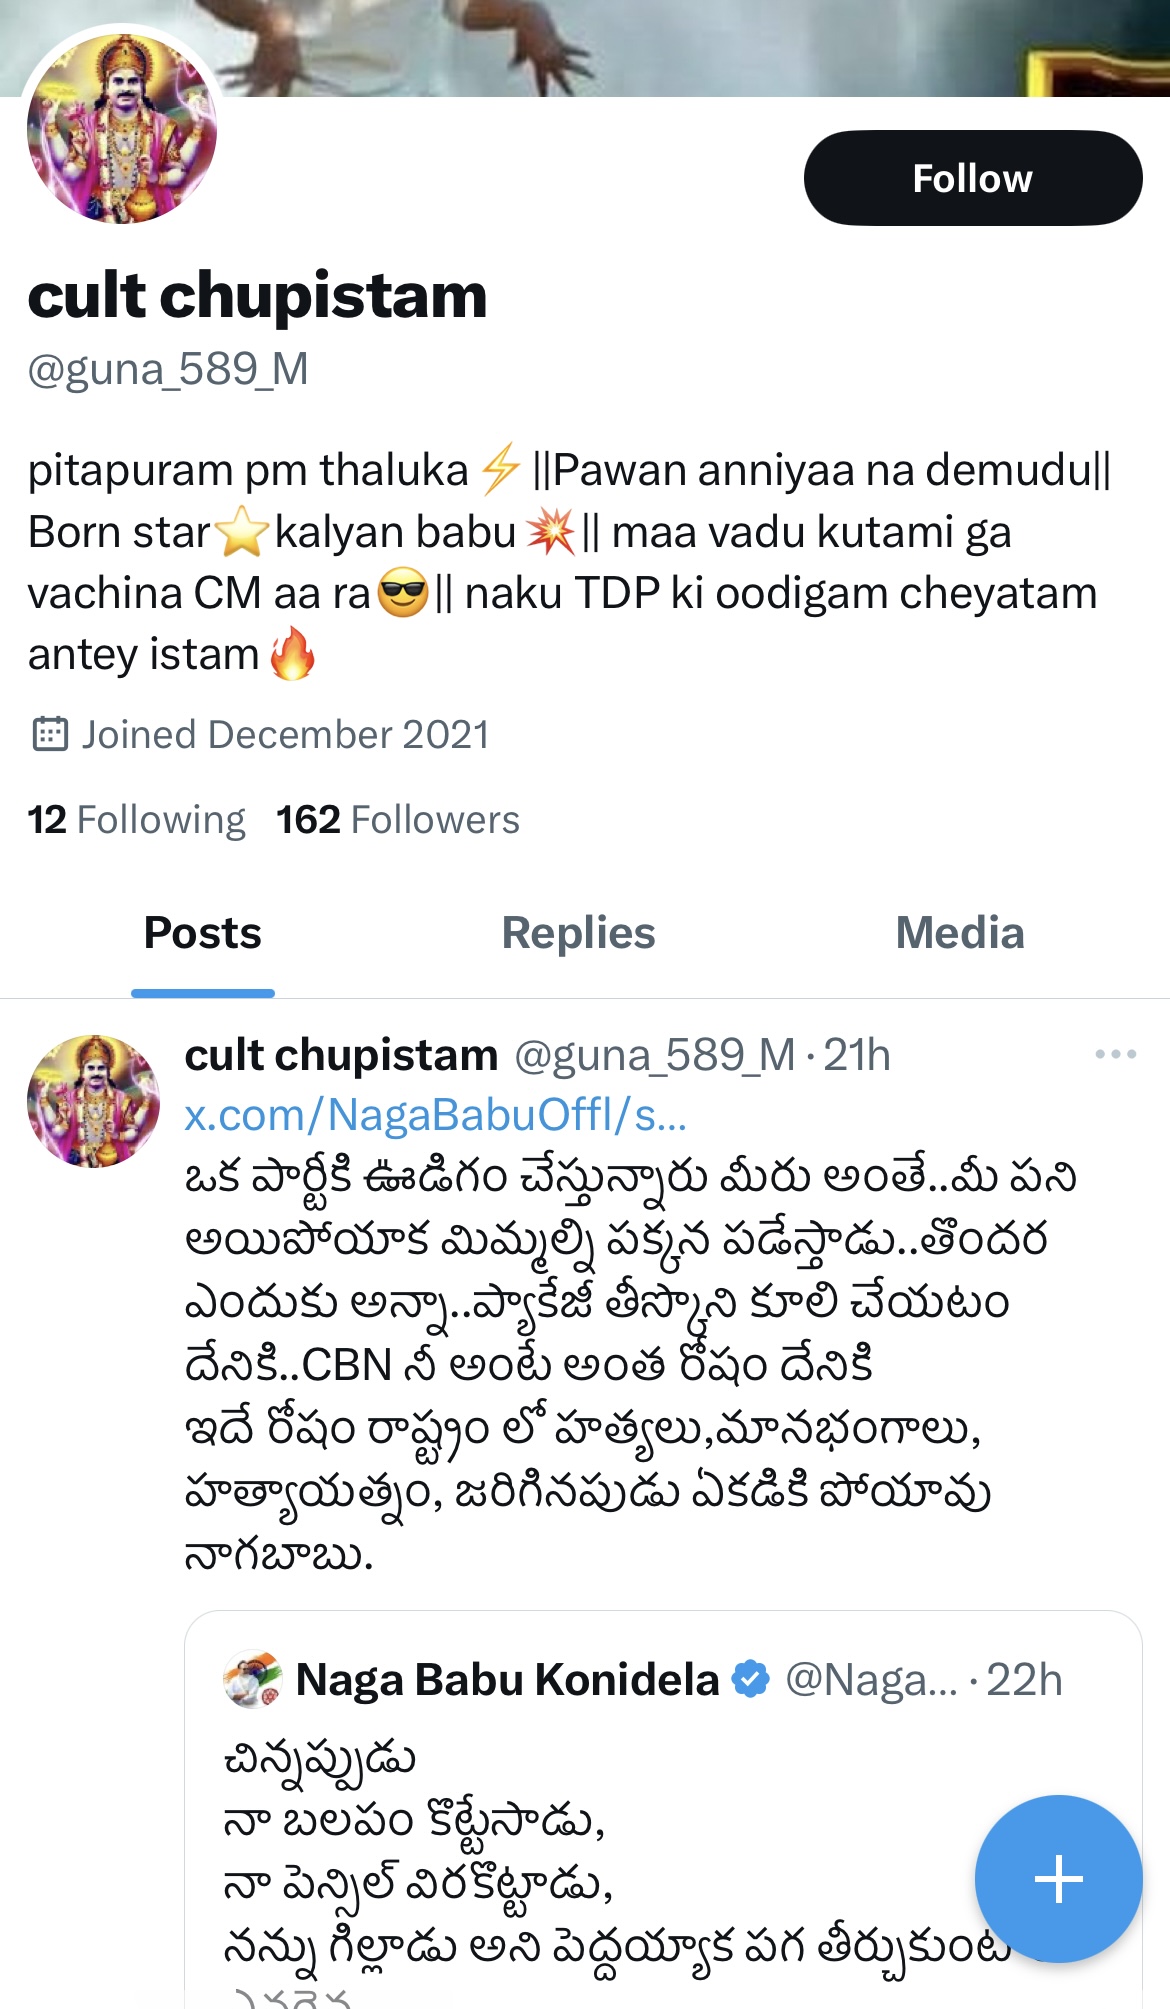 Follow
cult chupistam
@guna_589_M
pitapuram pm thaluka⚡||Pawan anniyaa na demudu||
Born star⭐kalyan babu💥|| maa vadu kutami ga
vachina CM aa ra😎|| naku TDP ki oodigam cheyatam
antey istam🔥
Joined December 2021
12 Following 162 Followers
Posts Replies Media
cult chupistam @guna_589_M · 21h
x.com/NagaBabuOffl/s...
ఒక పార్టీకి ఊడిగం చేస్తున్నారు మీరు అంతే..మీ పని
అయిపోయాక మిమ్మల్ని పక్కన పడేస్తాడు..తొందర
ఎందుకు అన్నా..ప్యాకేజీ తీస్కొని కూలి చేయటం
దేనికి..CBN నీ అంటే అంత రోషం దేనికి
ఇదే రోషం రాష్ట్రం లో హత్యలు,మానభంగాలు,
హత్యాయత్నం, జరిగినపుడు ఏకడికి పోయావు
నాగబాబు.
Naga Babu Konidela @Naga... · 22h
చిన్నప్పుడు
నా బలపం కొట్టేసాడు,
నా పెన్సిల్ విరకొట్టాడు,
నన్ను గిల్లాడు అని పెద్దయ్యాక పగ